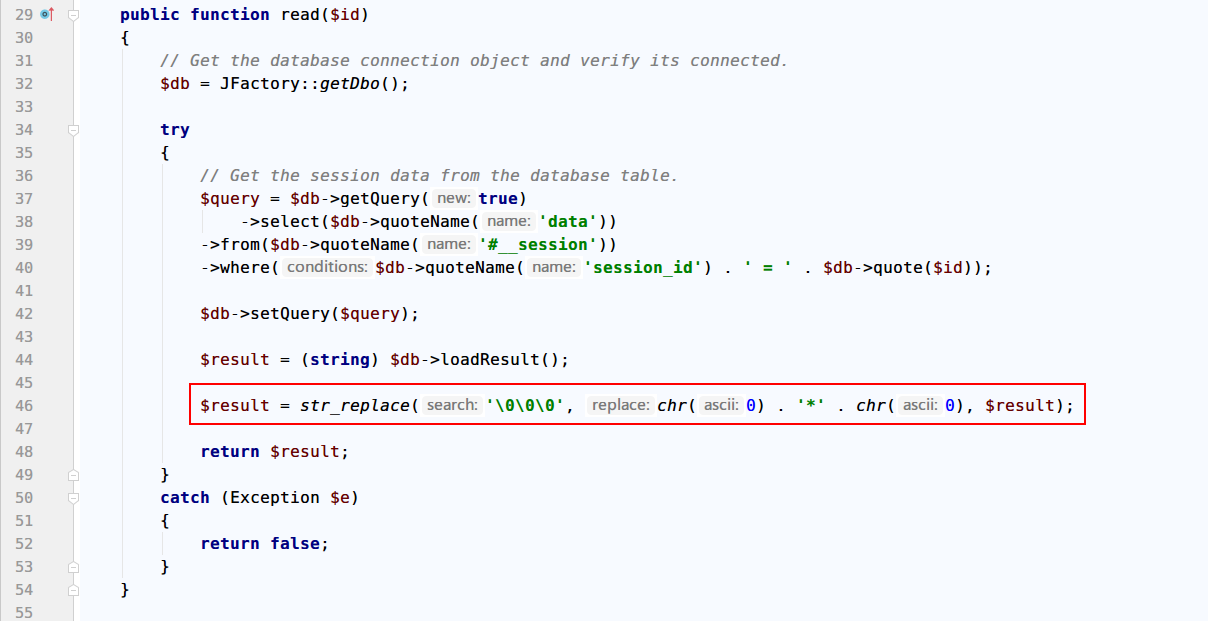 29 public function read($id)
30 {
31 // Get the database connection object and verify its connected.
32 $db = JFactory::getDbo();
33
34 try
35 {
36 // Get the session data from the database table.
37 $query = $db->getQuery( new: true)
38 ->select($db->quoteName( name: 'data'))
39 ->from($db->quoteName( name: '#__session'))
40 ->where( conditions: $db->quoteName( name: 'session_id') . ' = ' . $db->quote($id));
41
42 $db->setQuery($query);
43
44 $result = (string) $db->loadResult();
45
46 $result = str_replace( search: '\0\0\0', replace: chr( ascii: 0) . '*' . chr( ascii: 0), $result);
47
48 return $result;
49 }
50 catch (Exception $e)
51 {
52 return false;
53 }
54 }
55